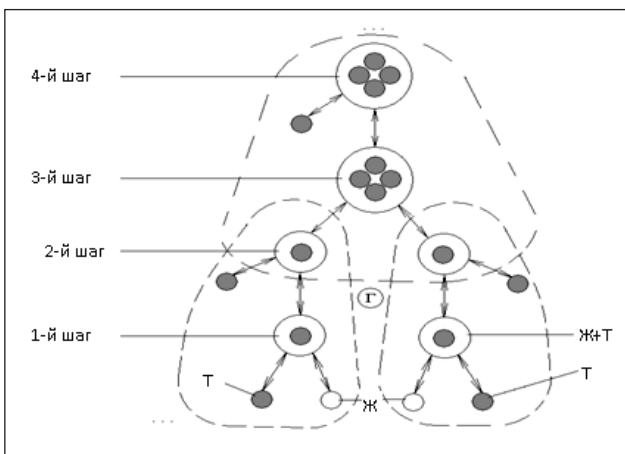 ...
4-й шаг
3-й шаг
2-й шаг
Г
1-й шаг
Ж+Т
Т
Ж
Т
...